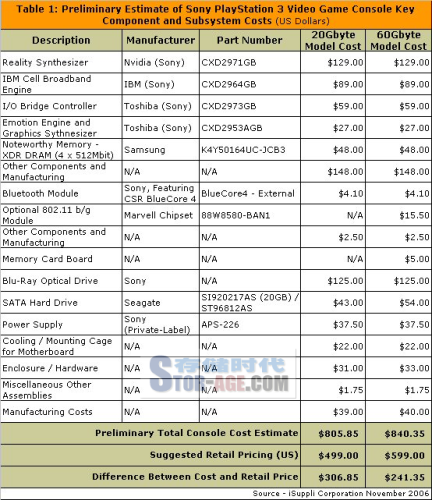 Table 1: Preliminary Estimate of Sony PlayStation 3 Video Game Console Key
Component and Subsystem Costs (US Dollars)
Description Manufacturer Part Number 20Gbyte Model Cost 60Gbyte Model Cost
Reality Synthesizer Nvidia (Sony) CXD2971GB $129.00 $129.00
IBM Cell Broadband Engine IBM (Sony) CXD2964GB $89.00 $89.00
I/O Bridge Controller Toshiba (Sony) CXD2973GB $59.00 $59.00
Emotion Engine and Graphics Sythnesizer Toshiba (Sony) CXD2953AGB $27.00 $27.00
Noteworthy Memory - XDR DRAM (4 x 512Mbit) Samsung K4Y50164UC-JCB3 $48.00 $48.00
Other Components and Manufacturing N/A N/A $148.00 $148.00
Bluetooth Module Sony, Featuring CSR BlueCore 4 BlueCore4 - External $4.10 $4.10
Optional 802.11 b/g Module Marvell Chipset 88W8580-BAN1 N/A $15.50
Other Components and Manufacturing N/A N/A $2.50 $2.50
Memory Card Board N/A N/A N/A $5.00
Blu-Ray Optical Drive Sony N/A $125.00 $125.00
SATA Hard Drive Seagate SI920217AS (20GB) / ST96812AS $43.00 $54.00
Power Supply Sony (Private-Label) APS-226 $37.50 $37.50
Cooling / Mounting Cage for Motherboard N/A N/A $22.00 $22.00
Enclosure / Hardware N/A N/A $31.00 $33.00
Miscellaneous Other Assemblies N/A N/A $1.75 $1.75
Manufacturing Costs N/A N/A $39.00 $40.00
Preliminary Total Console Cost Estimate $805.85 $840.35
Suggested Retail Pricing (US) $499.00 $599.00
Difference Between Cost and Retail Price $306.85 $241.35
Source - iSuppli Corporation November 2006
存储时代
STOR-AGE.COM